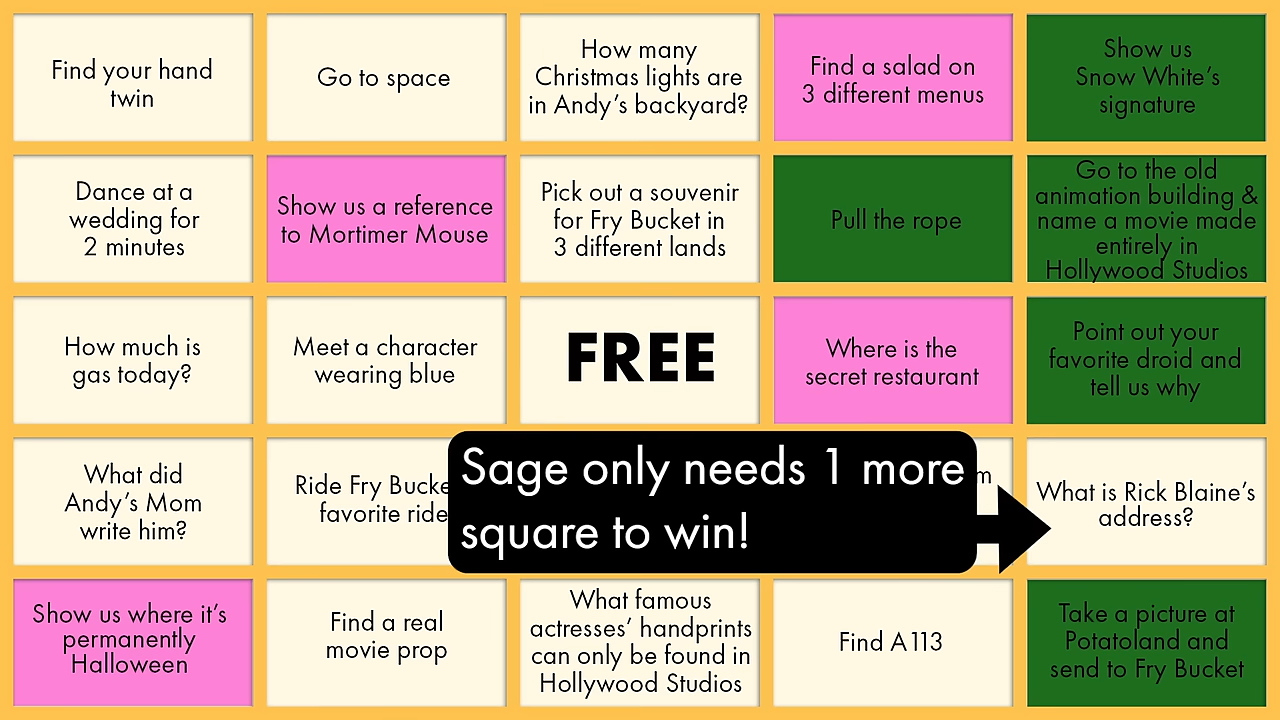 Find your hand
twin
Go to space
How many
Christmas lights are
in Andy's backyard?
Find a salad on
3 different menus
Show us
Snow White's
signature
Dance at a
wedding for
2 minutes
Show us a reference
to Mortimer Mouse
Pick out a souvenir
for Fry Bucket in
3 different lands
Pull the rope
Go to the old
animation building &
name a movie made
entirely in
Hollywood Studios
How much is
gas today?
Meet a character
wearing blue
FREE
Where is the
secret restaurant
Point out your
favorite droid and
tell us why
What did
Andy's Mom
write him?
Ride Fry
favorite ride
Sage only needs 1 more
square to win!
What is Rick Blaine's
address?
Show us where it's
permanently
Halloween
Find a real
movie prop
What famous
actresses' handprints
can only be found in
Hollywood Studios
Find A113
Take a picture at
Potatoland and
send to Fry Bucket